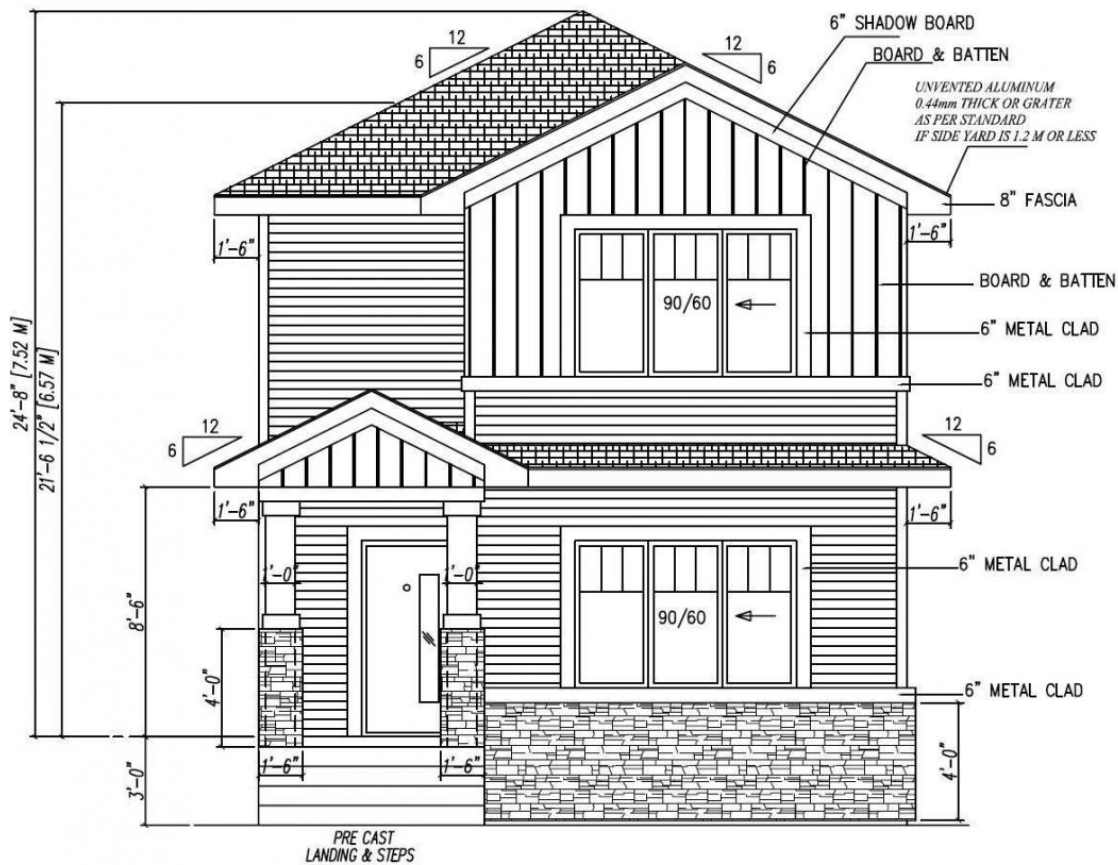 6" SHADOW BOARD
12
6
12
6
BOARD & BATTEN
UNVENTED ALUMINUM
0.44mm THICK OR GRATER
AS PER STANDARD
IF SIDE YARD IS 1.2 M OR LESS
8" FASCIA
1'-6"
1'-6"
BOARD & BATTEN
90/60
6" METAL CLAD
24'-8" [7.52 M]
21'-6 1/2" [6.57 M]
6" METAL CLAD
12
6
12
6
1'-6"
1'-6"
6" METAL CLAD
1'-0"
1'-0"
8'-6"
90/60
4'-0"
6" METAL CLAD
4'-0"
1'-6"
1'-6"
3'-0"
PRE CAST
LANDING & STEPS